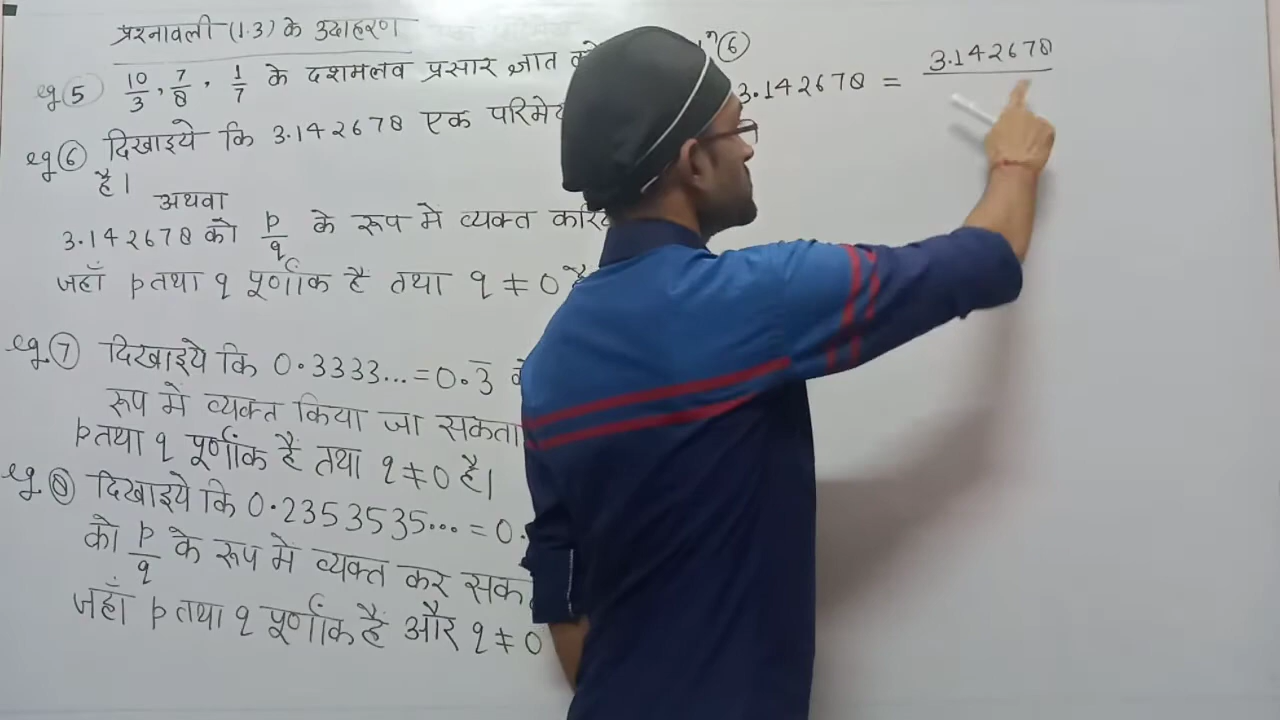 प्रश्नावली (1.3) के उदाहरण
eg ⑤ 10/3, 7/8, 1/7 के दशमलव प्रसार ज्ञात
eg ⑥ दिखाइये कि 3.142678 एक
है।
अथवा
3.142678 को p/q के रूप में व्यक्त
जहाँ p तथा q पूर्णांक है तथा q ≠ 0
eg. ⑦ दिखाइये कि 0.3333... = 0.3̅
रूप में व्यक्त किया जा सकता
p तथा q पूर्णांक हैं तथा q ≠ 0 है।
eg. ⑧ दिखाइये कि 0.2353535... = 0.
को p/q के रूप में व्यक्त कर
जहाँ p तथा q पूर्णांक हैं और q ≠ 0
⑥
3.142678 = 3.142678